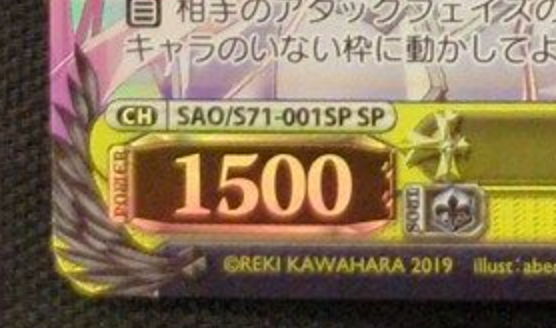 相手のアタックフェイズの
キャラのいない枠に動かしてよ
CH SAO/S71-001SP SP
POWER 1500
SOUL
©REKI KAWAHARA 2019 illust:abe